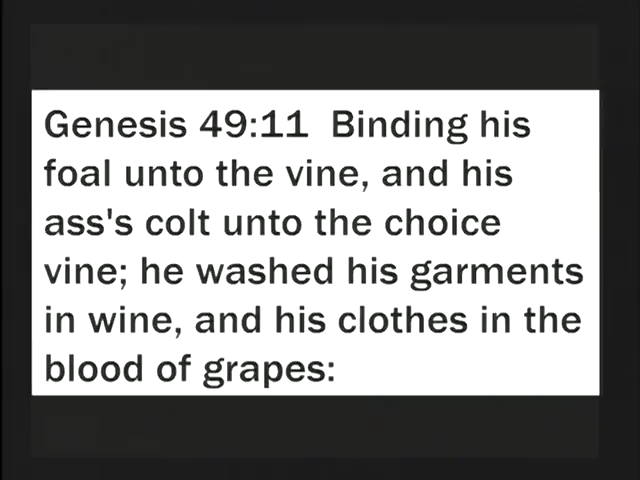 Genesis 49:11  Binding his
foal unto the vine, and his
ass's colt unto the choice
vine; he washed his garments
in wine, and his clothes in the
blood of grapes: